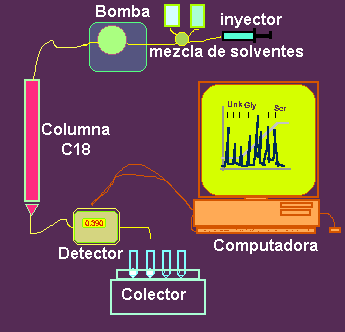 Bomba
inyector
mezcla de solventes
Columna
C18
Unk Gly
Ser
0.390
Detector
Computadora
Colector